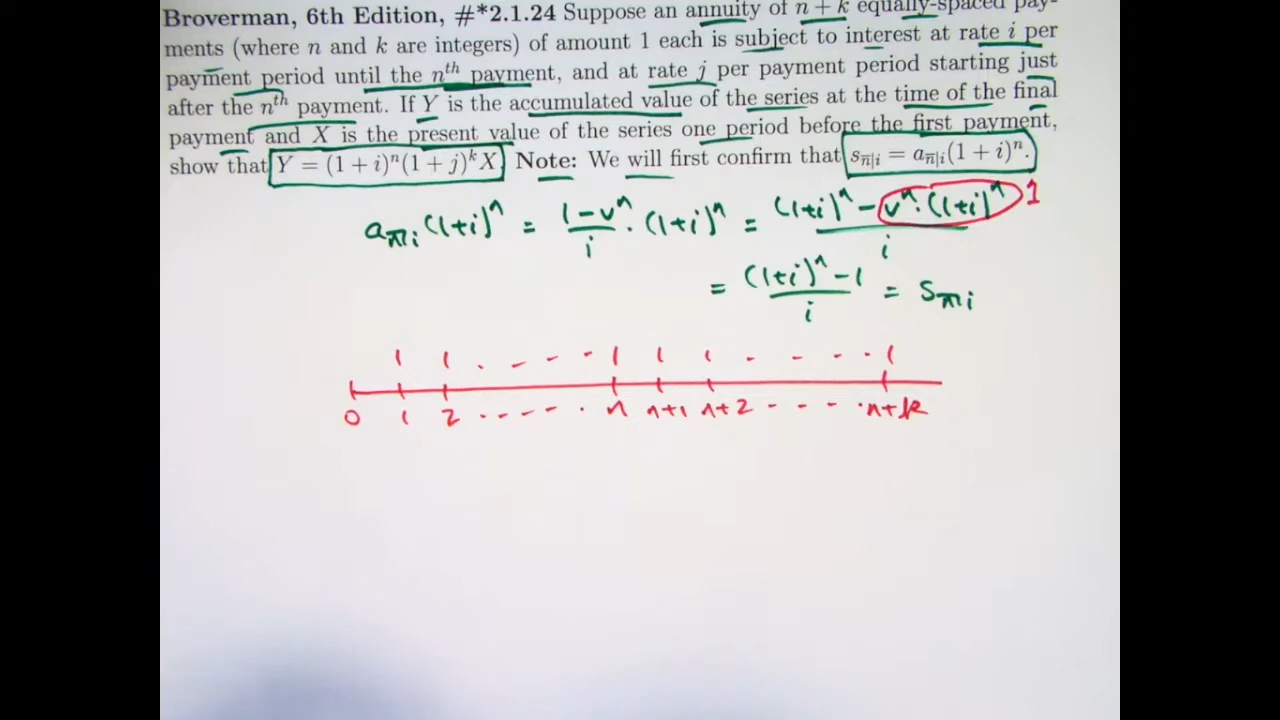 Broverman, 6th Edition, #*2.1.24 Suppose an annuity of n + k equally-spaced pay-
ments (where n and k are integers) of amount 1 each is subject to interest at rate i per
payment period until the nth payment, and at rate j per payment period starting just
after the nth payment. If Y is the accumulated value of the series at the time of the final
payment and X is the present value of the series one period before the first payment,
show that Y = (1 + i)^n(1 + j)^k X. Note: We will first confirm that s_n̅|i = a_n̅|i(1 + i)^n.
a_n̅|i (1+i)^n = (1-v^n)/i · (1+i)^n = ((1+i)^n - v^n·(1+i)^n)/i 1
= ((1+i)^n - 1)/i = s_n̅|i
1 1 . - - - 1 1 1 - - - . 1
0 1 2 . - - - - . n n+1 n+2 - - - - . n+k